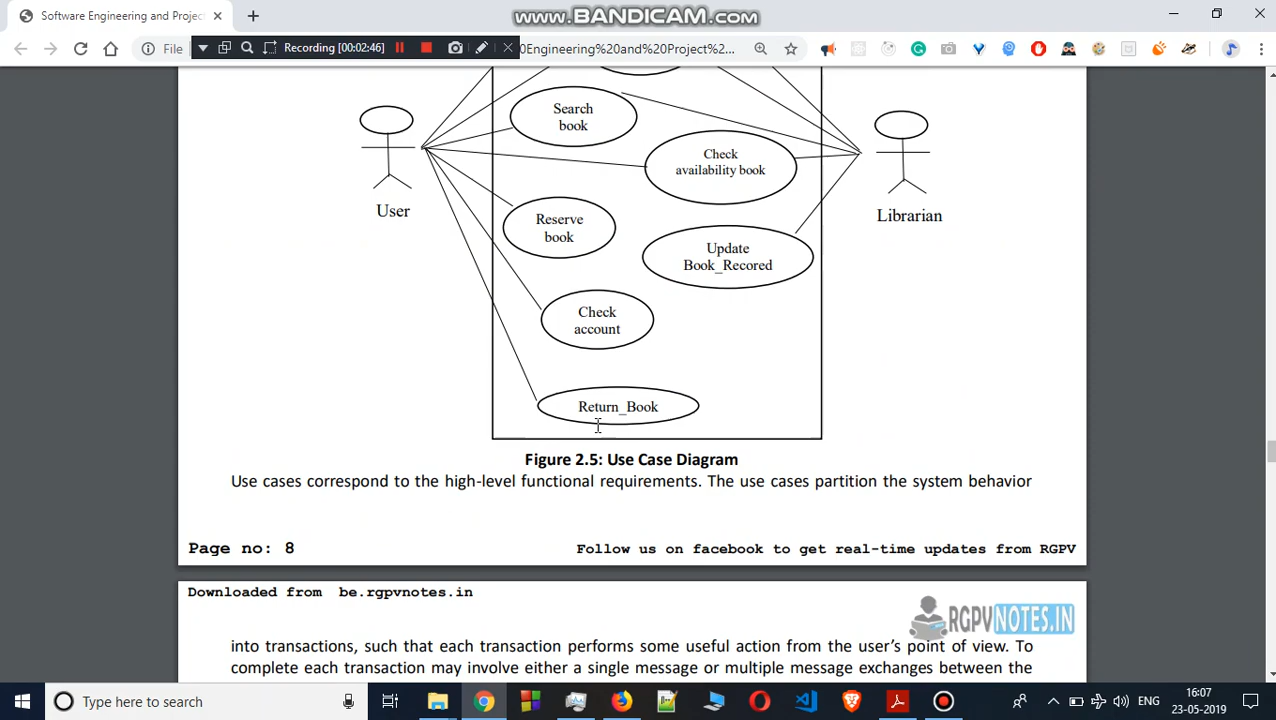 www.BANDICAM.com
Software Engineering and Project
File
Recording [00:02:46]
0Engineering%20and%20Project%2...
Search
book
Check
availability book
Reserve
book
Update
Book_Recored
User
Librarian
Check
account
Return_Book
Figure 2.5: Use Case Diagram
Use cases correspond to the high-level functional requirements. The use cases partition the system behavior
Page no: 8
Follow us on facebook to get real-time updates from RGPV
Downloaded from be.rgpvnotes.in
RGPVNOTES.IN
into transactions, such that each transaction performs some useful action from the user's point of view. To
complete each transaction may involve either a single message or multiple message exchanges between the
Type here to search
ENG
16:07
23-05-2019